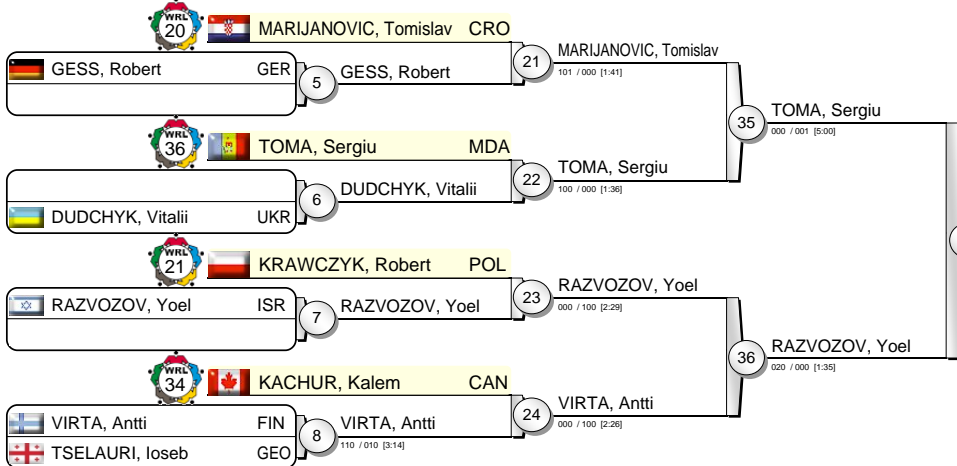 WRL
20
MARIJANOVIC, Tomislav CRO
GESS, Robert GER
5
GESS, Robert
21
MARIJANOVIC, Tomislav
101 / 000 [1:41]
WRL
36
TOMA, Sergiu MDA
DUDCHYK, Vitalii UKR
6
DUDCHYK, Vitalii
22
TOMA, Sergiu
100 / 000 [1:36]
35
TOMA, Sergiu
000 / 001 [5:00]
WRL
21
KRAWCZYK, Robert POL
RAZVOZOV, Yoel ISR
7
RAZVOZOV, Yoel
23
RAZVOZOV, Yoel
000 / 100 [2:29]
WRL
34
KACHUR, Kalem CAN
VIRTA, Antti FIN
TSELAURI, Ioseb GEO
8
VIRTA, Antti
110 / 010 [3:14]
24
VIRTA, Antti
000 / 100 [2:26]
36
RAZVOZOV, Yoel
020 / 000 [1:35]